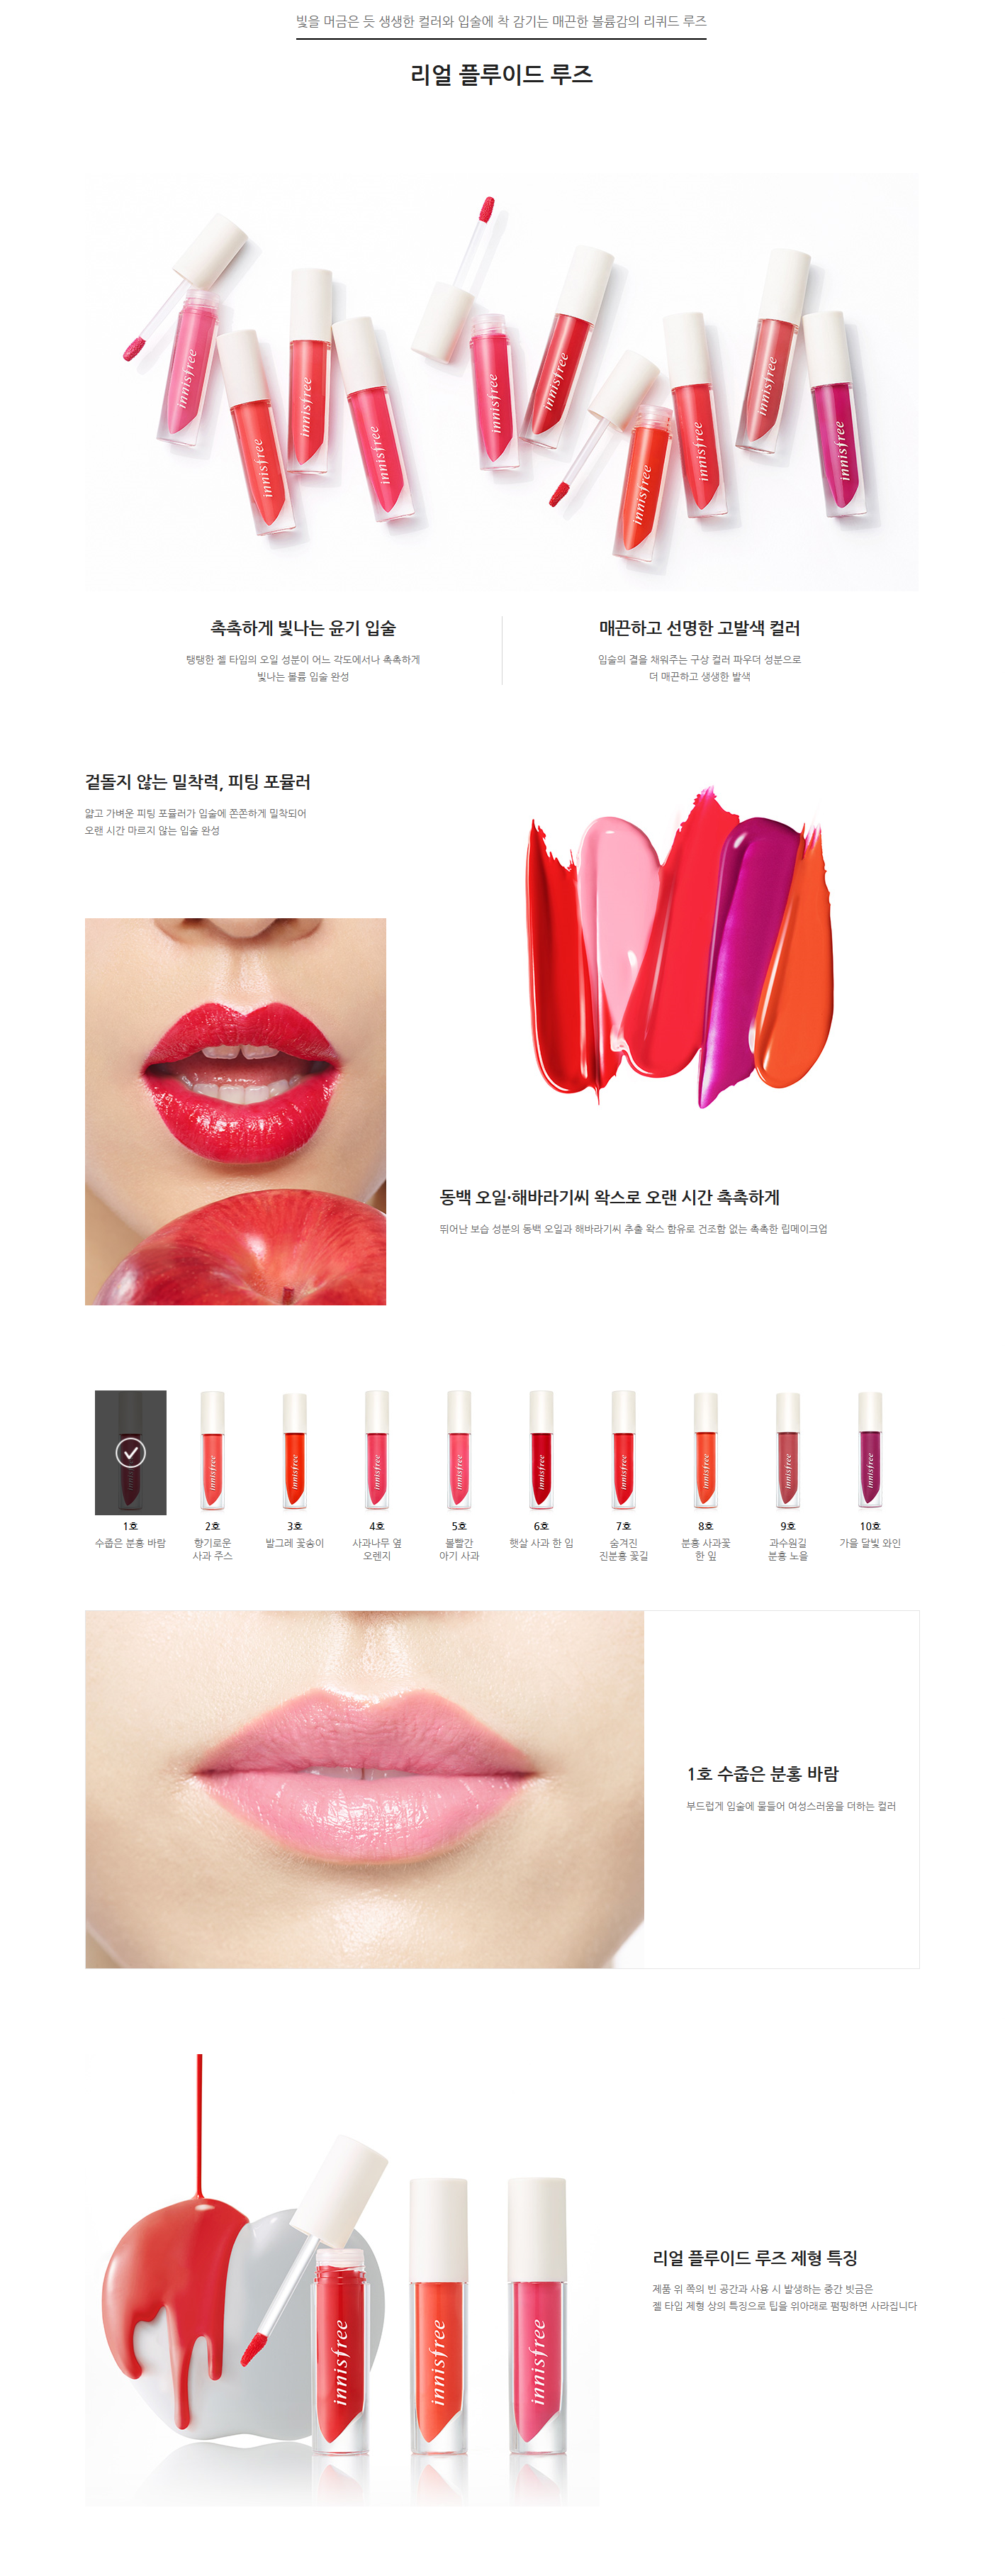 빛을 머금은 듯 생생한 컬러와 입술에 착 감기는 매끈한 볼륨감의 리퀴드 루즈
리얼 플루이드 루즈
innisfree
innisfree
innisfree
innisfree
innisfree
innisfree
innisfree
innisfree
innisfree
innisfree
촉촉하게 빛나는 윤기 입술
탱탱한 젤 타입의 오일 성분이 어느 각도에서나 촉촉하게
빛나는 볼륨 입술 완성
매끈하고 선명한 고발색 컬러
입술의 결을 채워주는 구상 컬러 파우더 성분으로
더 매끈하고 생생한 발색
겉돌지 않는 밀착력, 피팅 포뮬러
얇고 가벼운 피팅 포뮬러가 입술에 쫀쫀하게 밀착되어
오랜 시간 마르지 않는 입술 완성
동백 오일·해바라기씨 왁스로 오랜 시간 촉촉하게
뛰어난 보습 성분의 동백 오일과 해바라기씨 추출 왁스 함유로 건조함 없는 촉촉한 립메이크업
innisfree
innisfree
innisfree
innisfree
innisfree
innisfree
innisfree
innisfree
innisfree
1호
수줍은 분홍 바람
2호
향기로운
사과 주스
3호
발그레 꽃송이
4호
사과나무 옆
오렌지
5호
볼빨간
아기 사과
6호
햇살 사과 한 입
7호
숨겨진
진분홍 꽃길
8호
분홍 사과꽃
한 잎
9호
과수원길
분홍 노을
10호
가을 달빛 와인
1호 수줍은 분홍 바람
부드럽게 입술에 물들어 여성스러움을 더하는 컬러
innisfree
innisfree
innisfree
리얼 플루이드 루즈 제형 특징
제품 위 쪽의 빈 공간과 사용 시 발생하는 중간 빗금은
젤 타입 제형 상의 특징으로 팁을 위아래로 펌핑하면 사라집니다